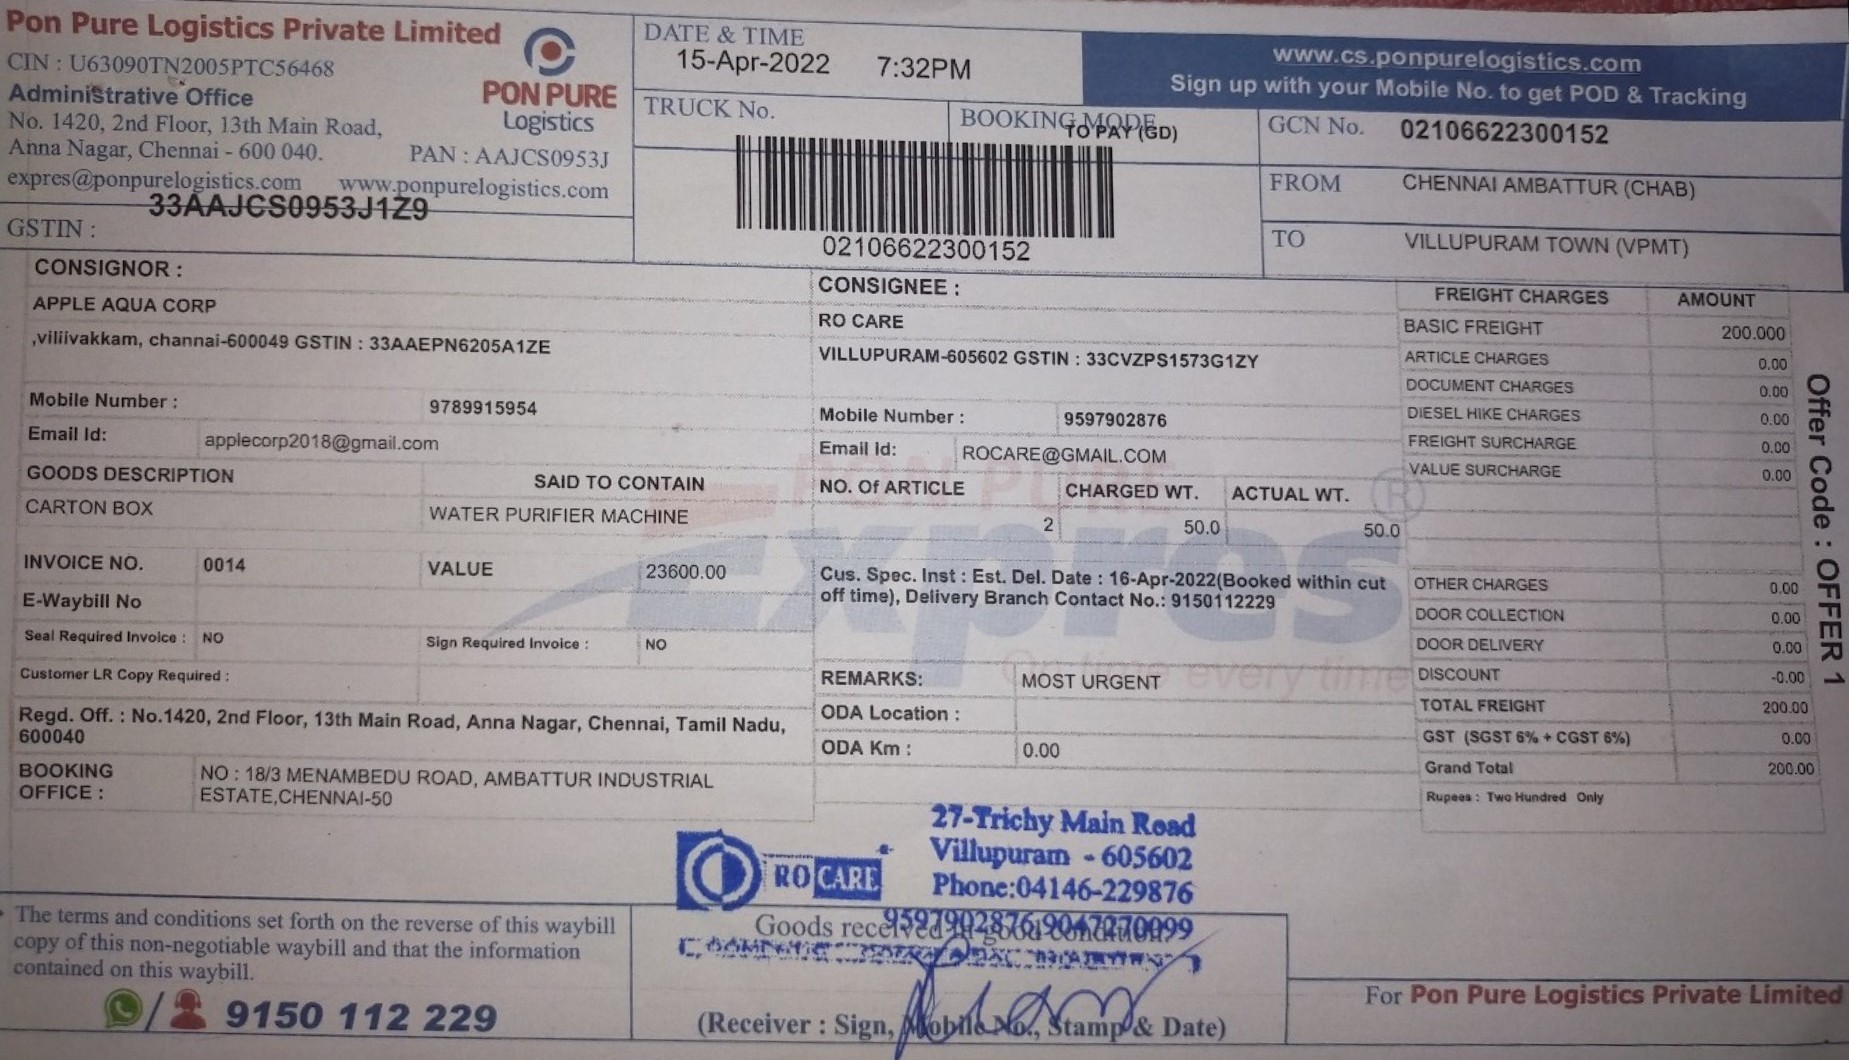 Pon Pure Logistics Private Limited
CIN : U63090TN2005PTC56468
Administrative Office
No. 1420, 2nd Floor, 13th Main Road,
Anna Nagar, Chennai - 600 040.
PAN : AAJCS0953J
expres@ponpurelogistics.com www.ponpurelogistics.com
33AAJCS0953J1Z9
GSTIN :
PON PURE
Logistics
DATE & TIME
15-Apr-2022 7:32PM
TRUCK No.
BOOKING MODE
TO PAY (GD)
02106622300152
www.cs.ponpurelogistics.com
Sign up with your Mobile No. to get POD & Tracking
GCN No. 02106622300152
FROM CHENNAI AMBATTUR (CHAB)
TO VILLUPURAM TOWN (VPMT)
CONSIGNOR :
APPLE AQUA CORP
,viliivakkam, channai-600049 GSTIN : 33AAEPN6205A1ZE
Mobile Number : 9789915954
Email Id: applecorp2018@gmail.com
GOODS DESCRIPTION SAID TO CONTAIN
CARTON BOX WATER PURIFIER MACHINE
INVOICE NO. 0014 VALUE 23600.00
E-Waybill No
Seal Required Invoice : NO Sign Required Invoice : NO
Customer LR Copy Required :
Regd. Off. : No.1420, 2nd Floor, 13th Main Road, Anna Nagar, Chennai, Tamil Nadu,
600040
BOOKING OFFICE : NO : 18/3 MENAMBEDU ROAD, AMBATTUR INDUSTRIAL
ESTATE,CHENNAI-50
CONSIGNEE :
RO CARE
VILLUPURAM-605602 GSTIN : 33CVZPS1573G1ZY
Mobile Number : 9597902876
Email Id: ROCARE@GMAIL.COM
NO. Of ARTICLE CHARGED WT. ACTUAL WT.
2 50.0 50.0
Cus. Spec. Inst : Est. Del. Date : 16-Apr-2022(Booked within cut
off time), Delivery Branch Contact No.: 9150112229
REMARKS: MOST URGENT
ODA Location :
ODA Km : 0.00
PON PURE
Expres
On time every time
®
FREIGHT CHARGES AMOUNT
BASIC FREIGHT 200.000
ARTICLE CHARGES 0.00
DOCUMENT CHARGES 0.00
DIESEL HIKE CHARGES 0.00
FREIGHT SURCHARGE 0.00
VALUE SURCHARGE 0.00
OTHER CHARGES 0.00
DOOR COLLECTION 0.00
DOOR DELIVERY 0.00
DISCOUNT -0.00
TOTAL FREIGHT 200.00
GST (SGST 6% + CGST 6%) 0.00
Grand Total 200.00
Rupees : Two Hundred Only
Offer Code : OFFER 1
RO CARE
27-Trichy Main Road
Villupuram - 605602
Phone:04146-229876
9597902876,9047270099
Goods received in good condition
(Receiver : Sign, Mobile No., Stamp & Date)
The terms and conditions set forth on the reverse of this waybill
copy of this non-negotiable waybill and that the information
contained on this waybill.
/ 9150 112 229
For Pon Pure Logistics Private Limited